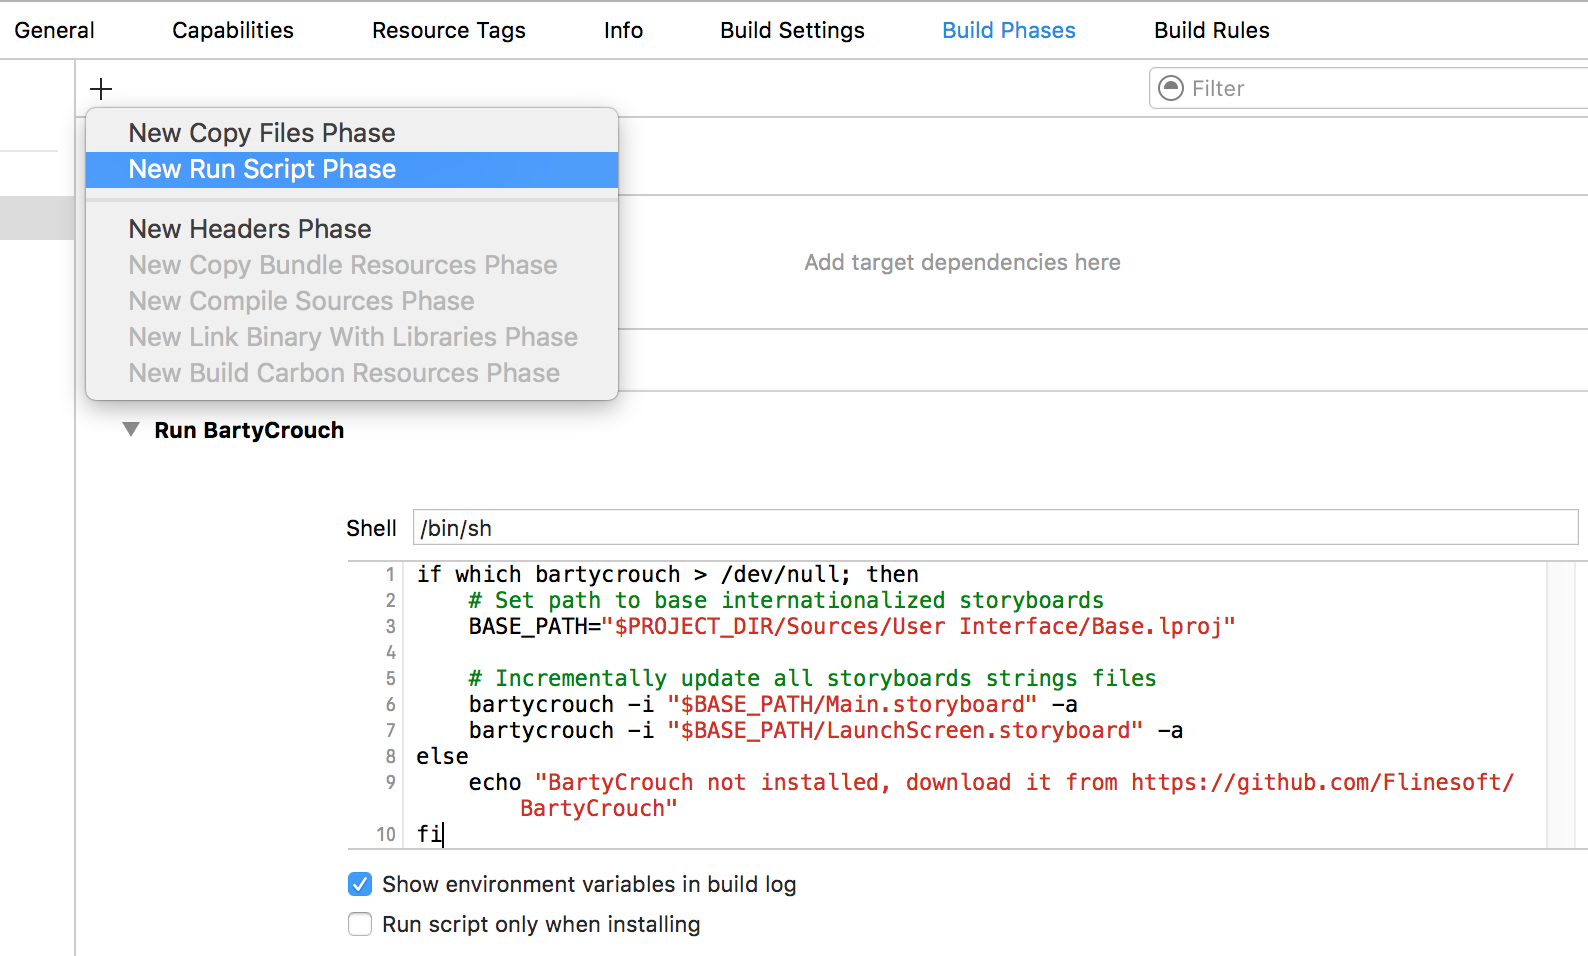 General Capabilities Resource Tags Info Build Settings Build Phases Build Rules
Filter
New Copy Files Phase
New Run Script Phase
New Headers Phase
New Copy Bundle Resources Phase
New Compile Sources Phase
New Link Binary With Libraries Phase
New Build Carbon Resources Phase
Add target dependencies here
Run BartyCrouch
Shell /bin/sh
1 if which bartycrouch > /dev/null; then
2 # Set path to base internationalized storyboards
3 BASE_PATH="$PROJECT_DIR/Sources/User Interface/Base.lproj"
4
5 # Incrementally update all storyboards strings files
6 bartycrouch -i "$BASE_PATH/Main.storyboard" -a
7 bartycrouch -i "$BASE_PATH/LaunchScreen.storyboard" -a
8 else
9 echo "BartyCrouch not installed, download it from https://github.com/Flinesoft/
BartyCrouch"
10 fi
Show environment variables in build log
Run script only when installing